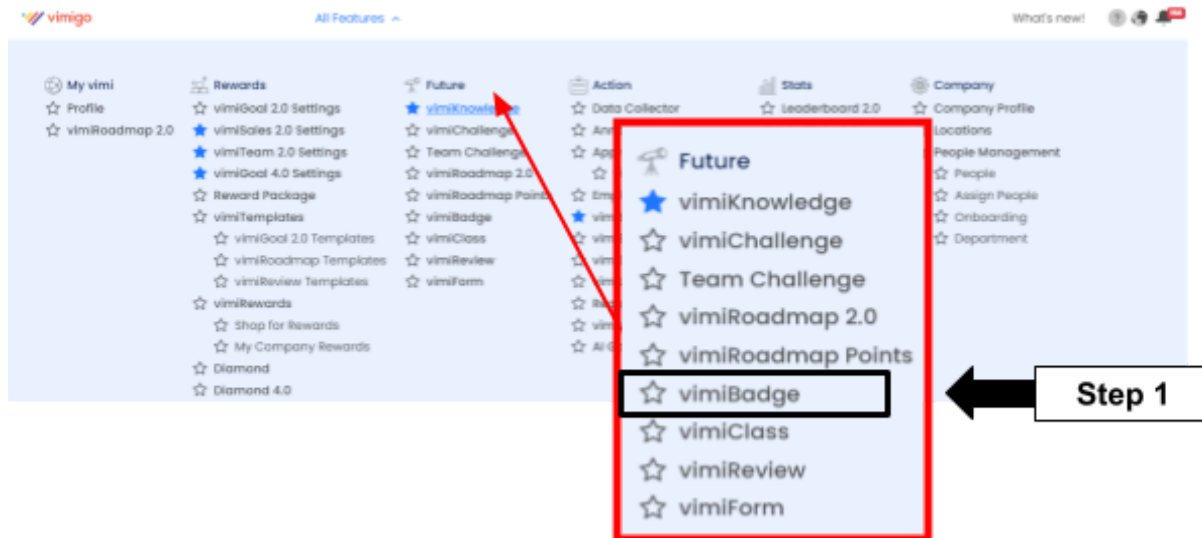 vimigo
All Features
What's new!
My vimi
Profile
vimiRoadmap 2.0
Rewards
vimiGoal 2.0 Settings
vimiSales 2.0 Settings
vimiTeam 2.0 Settings
vimiGoal 4.0 Settings
Reward Package
vimiTemplates
vimiGoal 2.0 Templates
vimiRoadmap Templates
vimiReview Templates
vimiRewards
Shop for Rewards
My Company Rewards
Diamond
Diamond 4.0
Future
vimiKnowledge
vimiChallenge
Team Challenge
vimiRoadmap 2.0
vimiRoadmap Points
vimiBadge
vimiClass
vimiReview
vimiForm
Action
Data Collector
Stats
Leaderboard 2.0
Company
Company Profile
Locations
People Management
People
Assign People
Onboarding
Department
Future
vimiKnowledge
vimiChallenge
Team Challenge
vimiRoadmap 2.0
vimiRoadmap Points
vimiBadge
vimiClass
vimiReview
vimiForm
Step 1